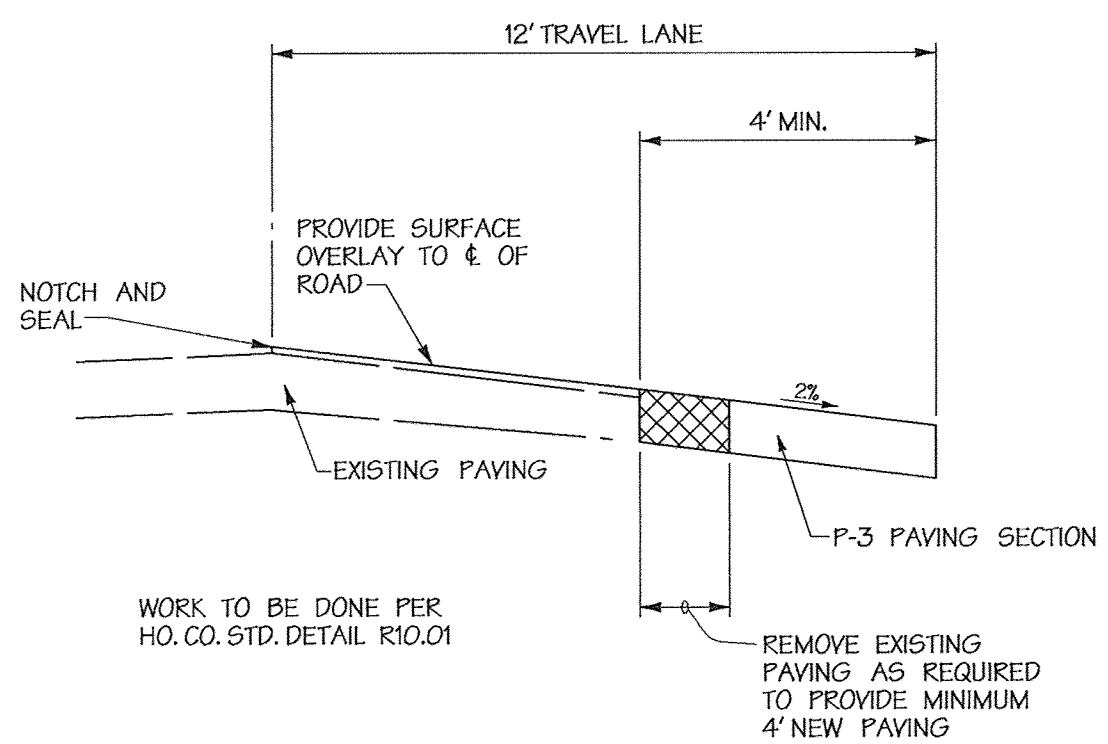 12' TRAVEL LANE
4' MIN.
PROVIDE SURFACE
OVERLAY TO ℄ OF
ROAD
NOTCH AND
SEAL
2%
EXISTING PAVING
P-3 PAVING SECTION
WORK TO BE DONE PER
HO. CO. STD. DETAIL R10.01
REMOVE EXISTING
PAVING AS REQUIRED
TO PROVIDE MINIMUM
4' NEW PAVING